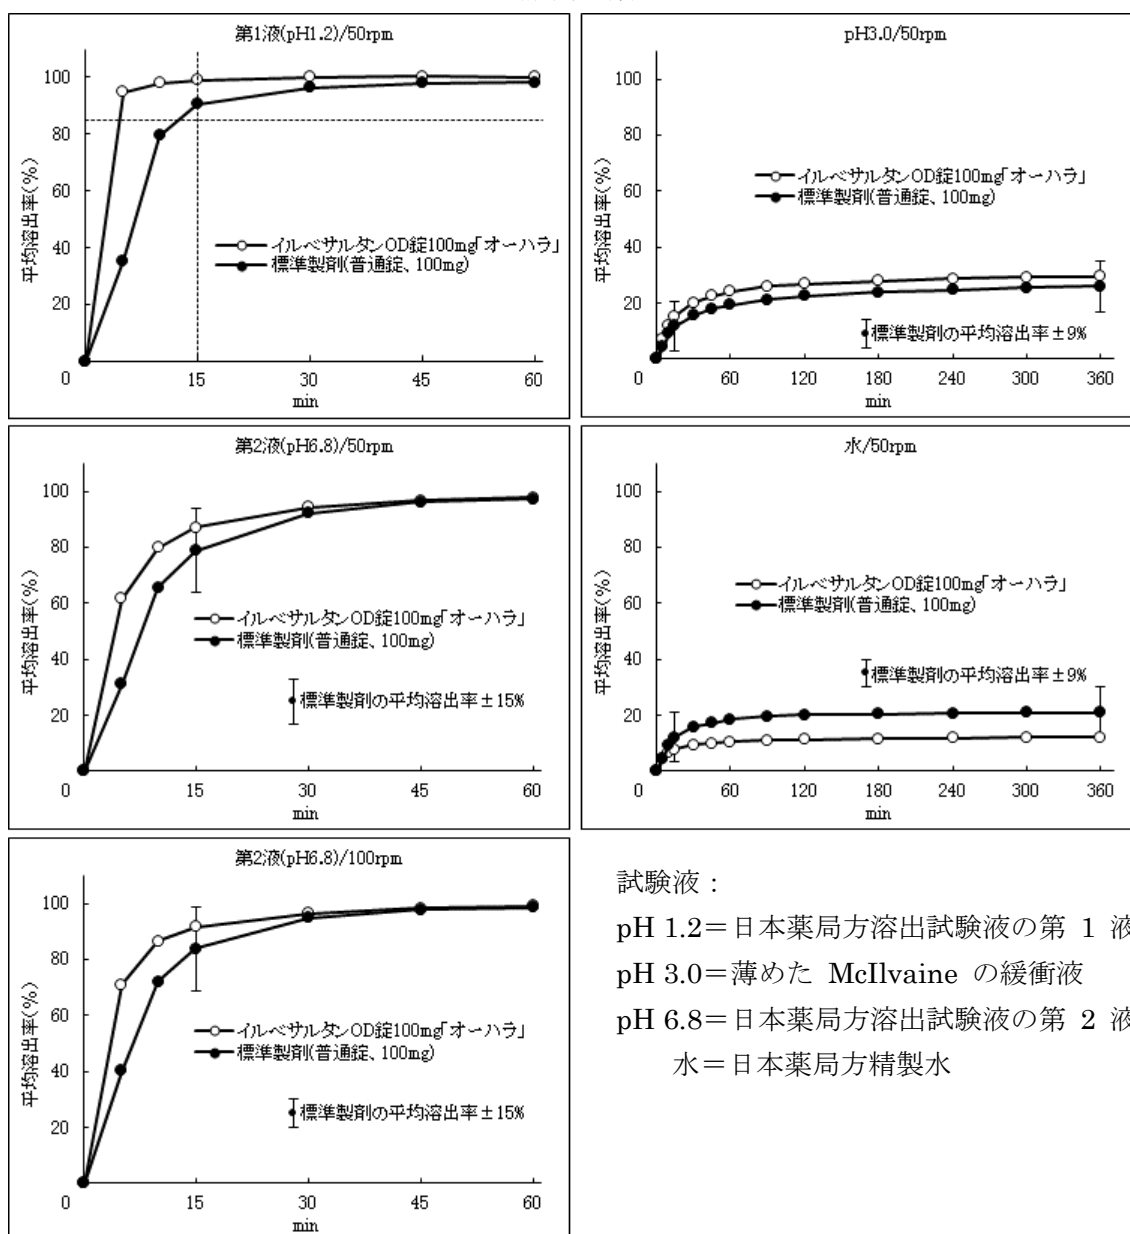 第1液(pH1.2)/50rpm
平均溶出率(%)
100
80
60
40
20
0
イルベサルタンOD錠100mg「オーハラ」
標準製剤(普通錠、100mg)
15
30
45
60
min
pH3.0/50rpm
平均溶出率(%)
100
80
60
40
20
0
イルベサルタンOD錠100mg「オーハラ」
標準製剤(普通錠、100mg)
標準製剤の平均溶出率±9%
60
120
180
240
300
360
min
第2液(pH6.8)/50rpm
平均溶出率(%)
100
80
60
40
20
0
イルベサルタンOD錠100mg「オーハラ」
標準製剤(普通錠、100mg)
標準製剤の平均溶出率±15%
15
30
45
60
min
水/50rpm
平均溶出率(%)
100
80
60
40
20
0
イルベサルタンOD錠100mg「オーハラ」
標準製剤(普通錠、100mg)
標準製剤の平均溶出率±9%
60
120
180
240
300
360
min
第2液(pH6.8)/100rpm
平均溶出率(%)
100
80
60
40
20
0
イルベサルタンOD錠100mg「オーハラ」
標準製剤(普通錠、100mg)
標準製剤の平均溶出率±15%
15
30
45
60
min
試験液：
pH 1.2＝日本薬局方溶出試験液の第 1 液
pH 3.0＝薄めた McIlvaine の緩衝液
pH 6.8＝日本薬局方溶出試験液の第 2 液
水＝日本薬局方精製水